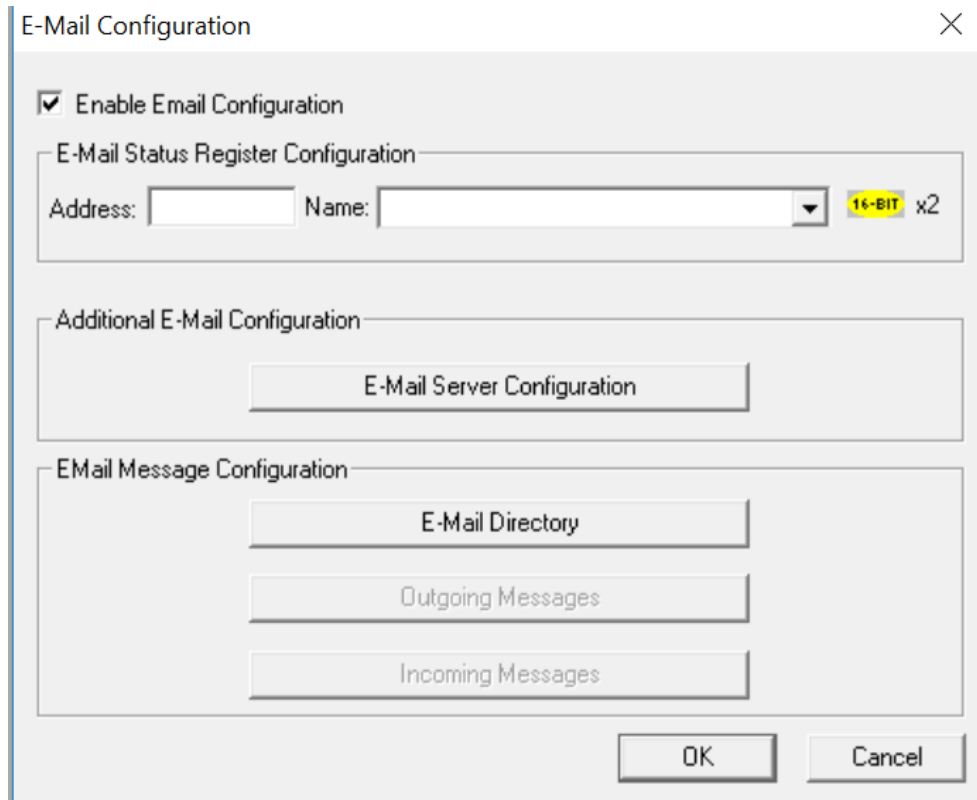 E-Mail Configuration
Enable Email Configuration
E-Mail Status Register Configuration
Address: Name: 16-BIT x2
Additional E-Mail Configuration
E-Mail Server Configuration
EMail Message Configuration
E-Mail Directory
Outgoing Messages
Incoming Messages
OK Cancel